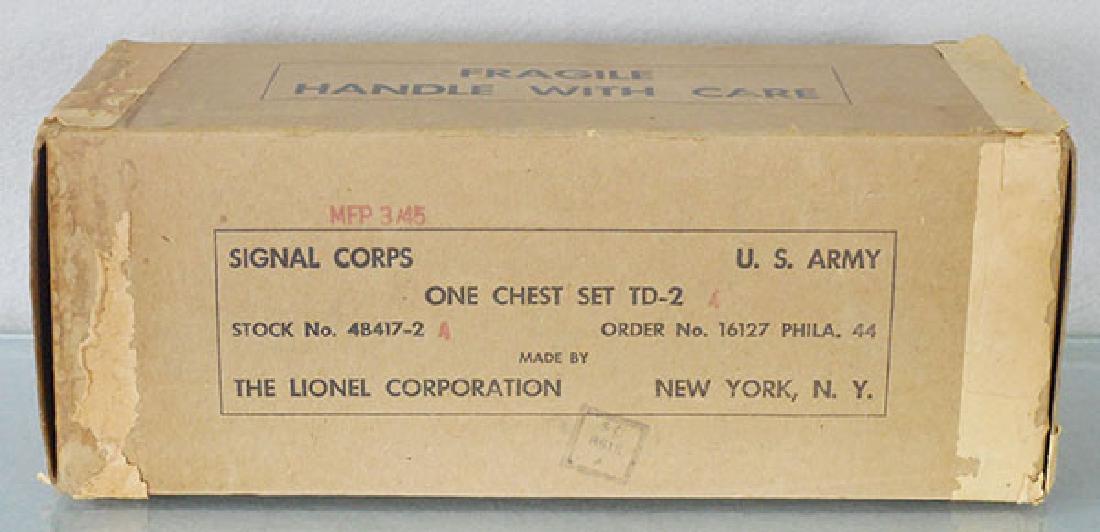 FRAGILE
HANDLE WITH CARE
MFP 3/45
SIGNAL CORPS U. S. ARMY
ONE CHEST SET TD-2 A
STOCK No. 4B417-2 A ORDER No. 16127 PHILA. 44
MADE BY
THE LIONEL CORPORATION NEW YORK, N. Y.